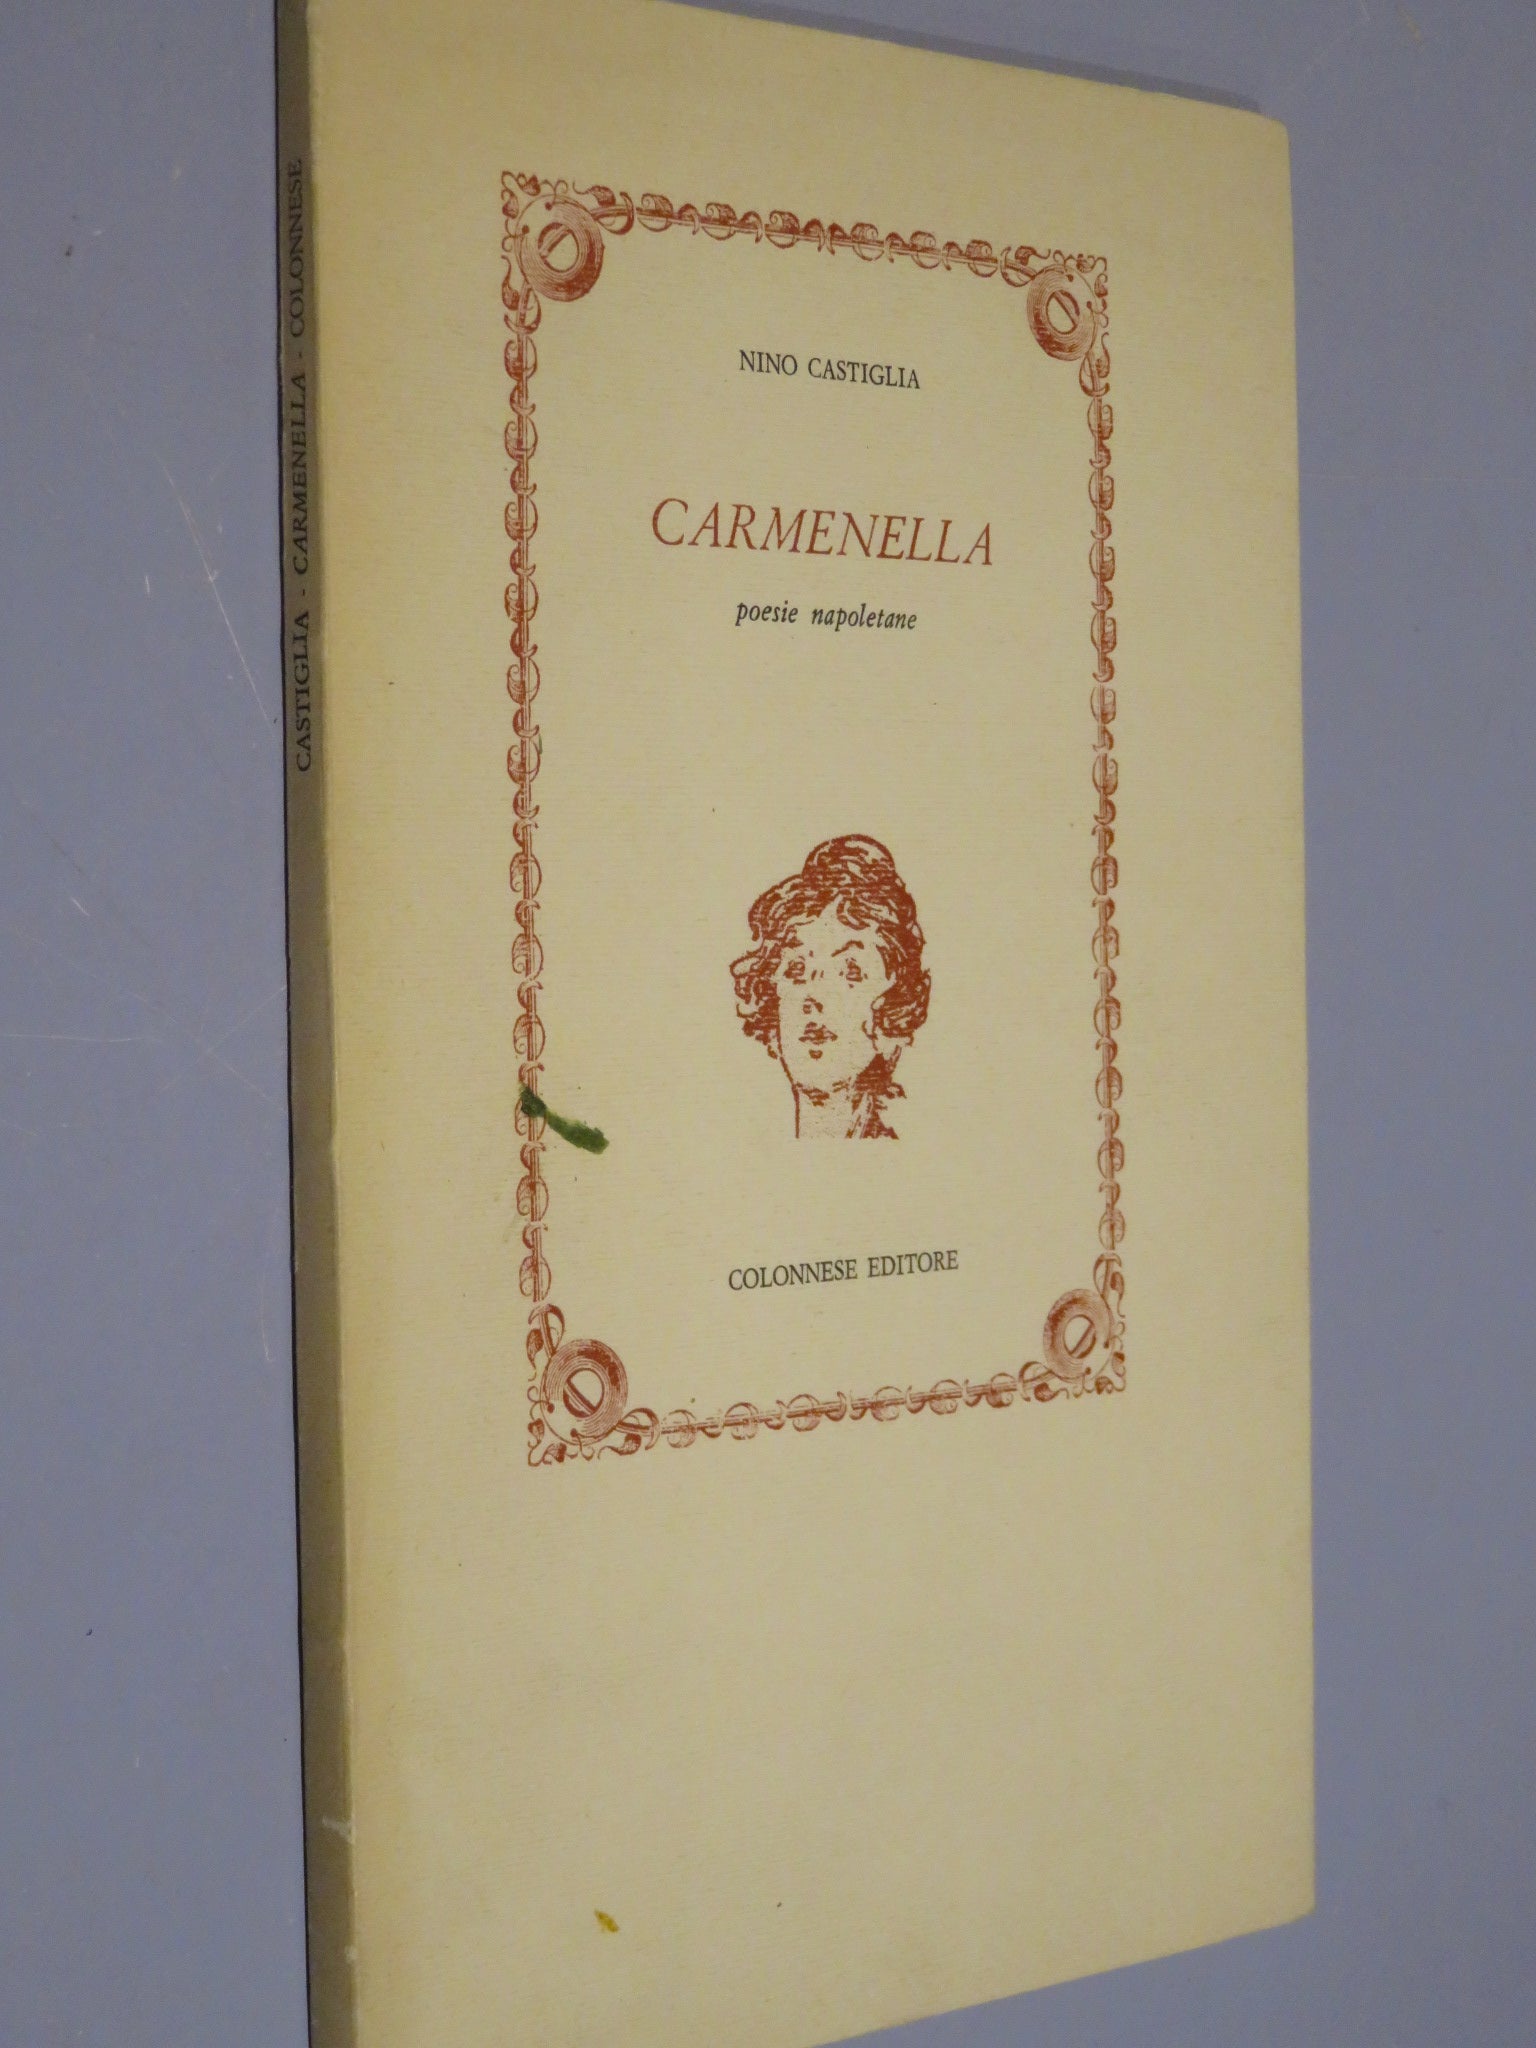 CASTIGLIA - CARMENELLA - COLONNESE
NINO CASTIGLIA
CARMENELLA
poesie napoletane
COLONNESE EDITORE